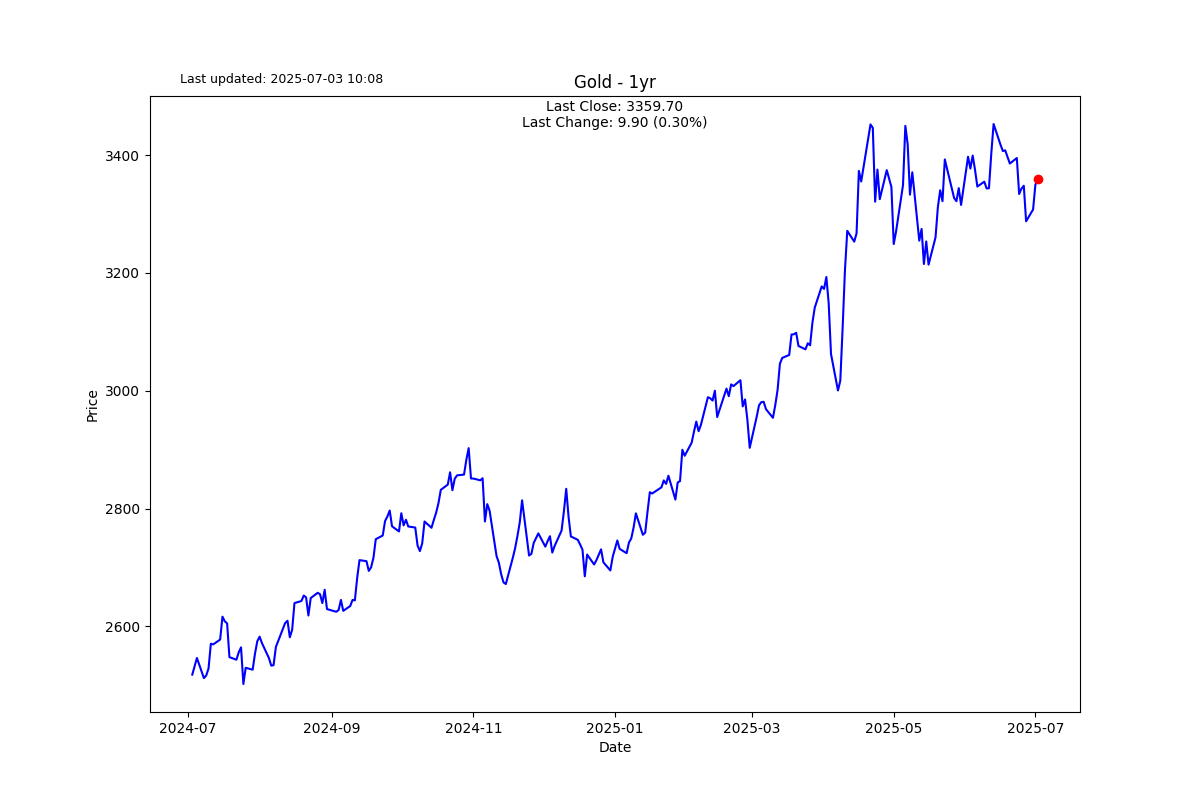 Last updated: 2025-07-03 10:08
Gold - 1yr
Last Close: 3359.70
Last Change: 9.90 (0.30%)
3400
3200
3000
2800
2600
Price
2024-07
2024-09
2024-11
2025-01
2025-03
2025-05
2025-07
Date